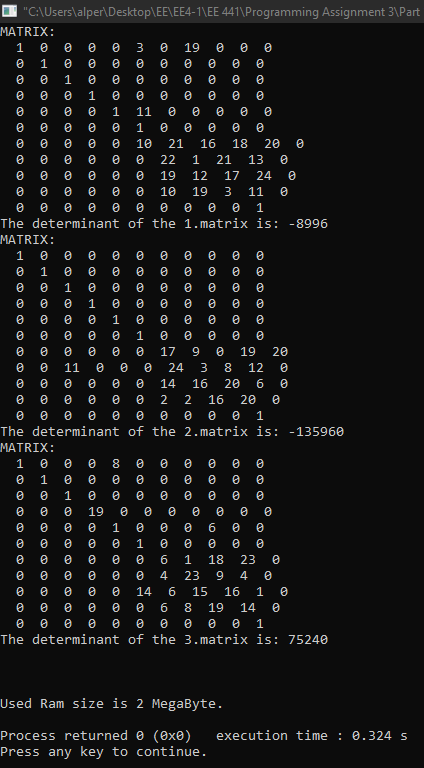 "C:\Users\alper\Desktop\EE\EE4-1\EE 441\Programming Assignment 3\Part
MATRIX:
1 0 0 0 0 3 0 19 0 0 0
0 1 0 0 0 0 0 0 0 0 0
0 0 1 0 0 0 0 0 0 0 0
0 0 0 1 0 0 0 0 0 0 0
0 0 0 0 1 11 0 0 0 0 0
0 0 0 0 0 1 0 0 0 0 0
0 0 0 0 0 10 21 16 18 20 0
0 0 0 0 0 0 22 1 21 13 0
0 0 0 0 0 0 19 12 17 24 0
0 0 0 0 0 0 10 19 3 11 0
0 0 0 0 0 0 0 0 0 0 1
The determinant of the 1.matrix is: -8996
MATRIX:
1 0 0 0 0 0 0 0 0 0 0
0 1 0 0 0 0 0 0 0 0 0
0 0 1 0 0 0 0 0 0 0 0
0 0 0 1 0 0 0 0 0 0 0
0 0 0 0 1 0 0 0 0 0 0
0 0 0 0 0 1 0 0 0 0 0
0 0 0 0 0 0 17 9 0 19 20
0 0 11 0 0 0 24 3 8 12 0
0 0 0 0 0 0 14 16 20 6 0
0 0 0 0 0 0 2 2 16 20 0
0 0 0 0 0 0 0 0 0 0 1
The determinant of the 2.matrix is: -135960
MATRIX:
1 0 0 0 8 0 0 0 0 0 0
0 1 0 0 0 0 0 0 0 0 0
0 0 1 0 0 0 0 0 0 0 0
0 0 0 19 0 0 0 0 0 0 0
0 0 0 0 1 0 0 0 6 0 0
0 0 0 0 0 1 0 0 0 0 0
0 0 0 0 0 0 6 1 18 23 0
0 0 0 0 0 0 4 23 9 4 0
0 0 0 0 0 14 6 15 16 1 0
0 0 0 0 0 0 6 8 19 14 0
0 0 0 0 0 0 0 0 0 0 1
The determinant of the 3.matrix is: 75240
Used Ram size is 2 MegaByte.
Process returned 0 (0x0) execution time : 0.324 s
Press any key to continue.